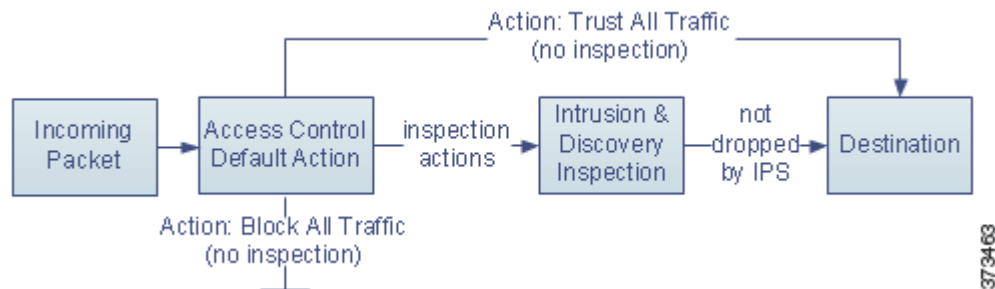 Action: Trust All Traffic
(no inspection)
Incoming
Packet
Access Control
Default Action
inspection
actions
Intrusion &
Discovery
Inspection
not
dropped
by IPS
Destination
Action: Block All Traffic
(no inspection)
373463